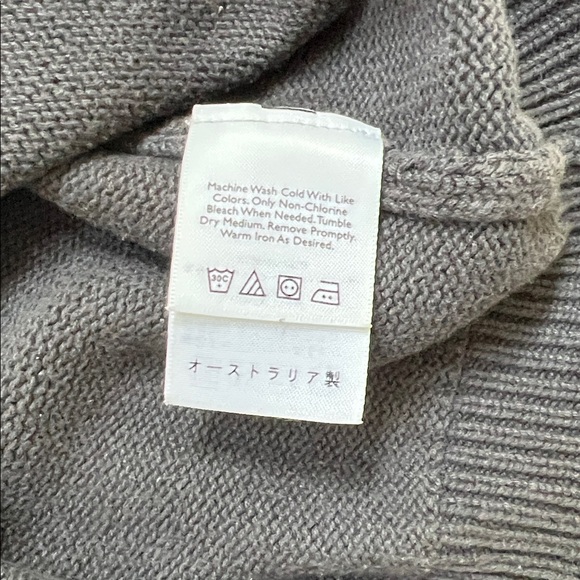 Machine Wash Cold With Like
Colors. Only Non-Chlorine
Bleach When Needed. Tumble
Dry Medium. Remove Promptly.
Warm Iron As Desired.
30C
オーストラリア製